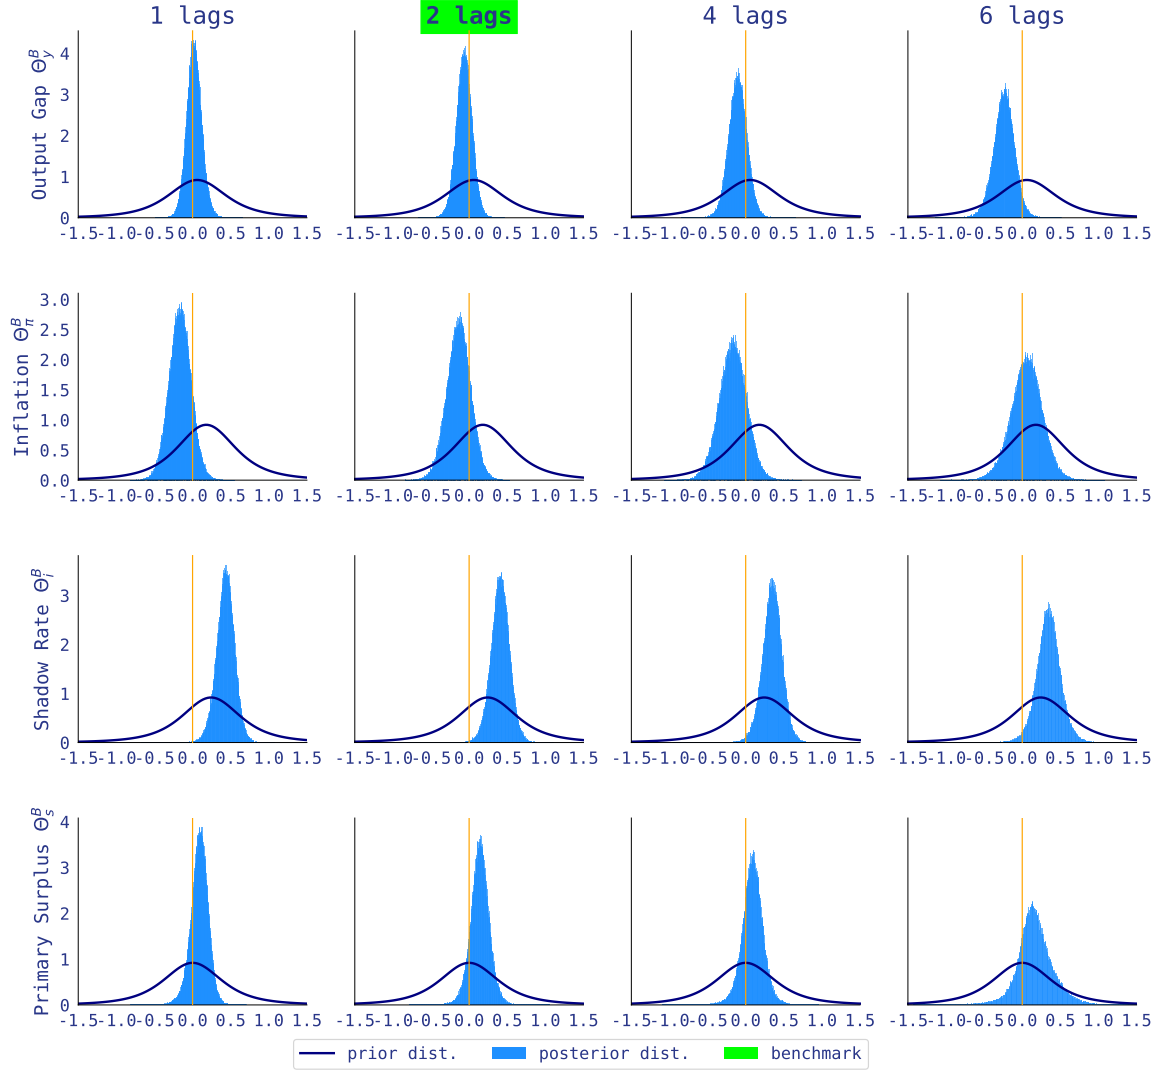 1 lags 2 lags 4 lags 6 lags
Output Gap Θ_y^B
4
3
2
1
0
-1.5 -1.0 -0.5 0.0 0.5 1.0 1.5 -1.5 -1.0 -0.5 0.0 0.5 1.0 1.5 -1.5 -1.0 -0.5 0.0 0.5 1.0 1.5 -1.5 -1.0 -0.5 0.0 0.5 1.0 1.5
Inflation Θ_π^B
3.0
2.5
2.0
1.5
1.0
0.5
0.0
-1.5 -1.0 -0.5 0.0 0.5 1.0 1.5 -1.5 -1.0 -0.5 0.0 0.5 1.0 1.5 -1.5 -1.0 -0.5 0.0 0.5 1.0 1.5 -1.5 -1.0 -0.5 0.0 0.5 1.0 1.5
Shadow Rate Θ_i^B
3
2
1
0
-1.5 -1.0 -0.5 0.0 0.5 1.0 1.5 -1.5 -1.0 -0.5 0.0 0.5 1.0 1.5 -1.5 -1.0 -0.5 0.0 0.5 1.0 1.5 -1.5 -1.0 -0.5 0.0 0.5 1.0 1.5
Primary Surplus Θ_s^B
4
3
2
1
0
-1.5 -1.0 -0.5 0.0 0.5 1.0 1.5 -1.5 -1.0 -0.5 0.0 0.5 1.0 1.5 -1.5 -1.0 -0.5 0.0 0.5 1.0 1.5 -1.5 -1.0 -0.5 0.0 0.5 1.0 1.5
prior dist. posterior dist. benchmark